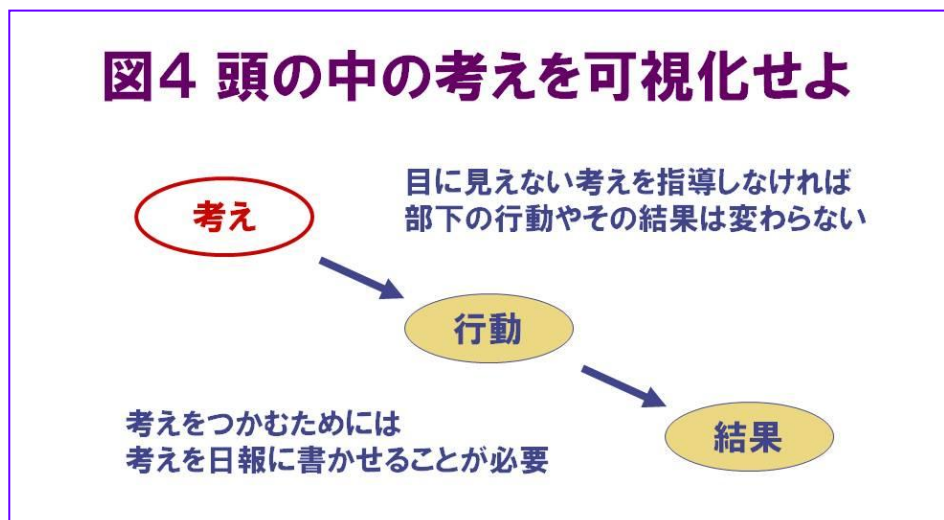 図4 頭の中の考えを可視化せよ
目に見えない考えを指導しなければ
部下の行動やその結果は変わらない
考え
行動
結果
考えをつかむためには
考えを日報に書かせることが必要